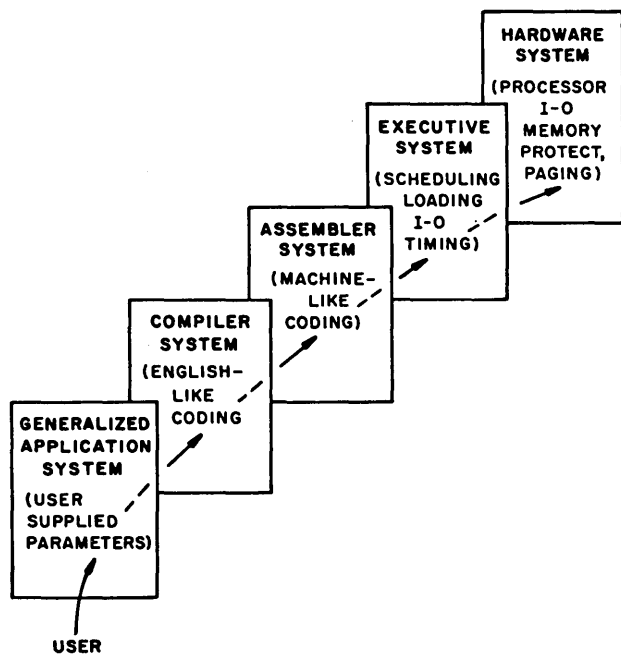 HARDWARE
SYSTEM
(PROCESSOR
I-O
MEMORY
PROTECT,
PAGING)
EXECUTIVE
SYSTEM
(SCHEDULING
LOADING
I-O
TIMING)
ASSEMBLER
SYSTEM
(MACHINE-
LIKE
CODING)
COMPILER
SYSTEM
(ENGLISH-
LIKE
CODING
GENERALIZED
APPLICATION
SYSTEM
(USER
SUPPLIED
PARAMETERS)
USER